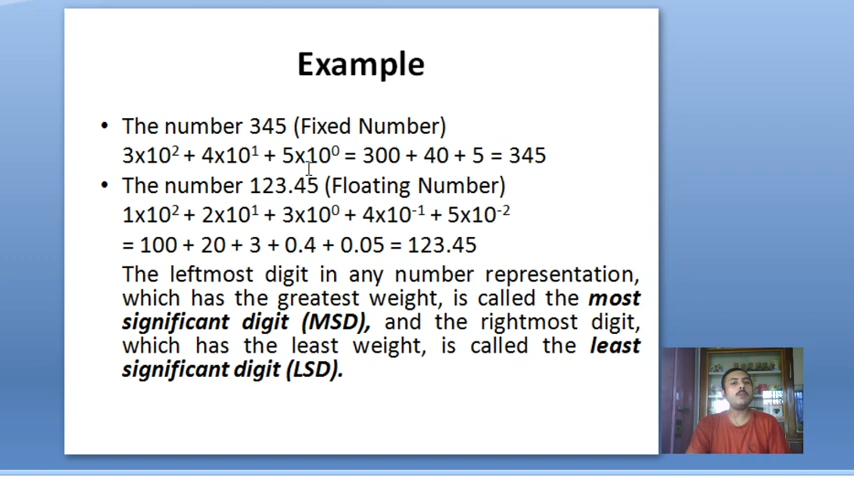 Example
• The number 345 (Fixed Number)
3x10² + 4x10¹ + 5x10⁰ = 300 + 40 + 5 = 345
• The number 123.45 (Floating Number)
1x10² + 2x10¹ + 3x10⁰ + 4x10⁻¹ + 5x10⁻²
= 100 + 20 + 3 + 0.4 + 0.05 = 123.45
The leftmost digit in any number representation,
which has the greatest weight, is called the most
significant digit (MSD), and the rightmost digit,
which has the least weight, is called the least
significant digit (LSD).